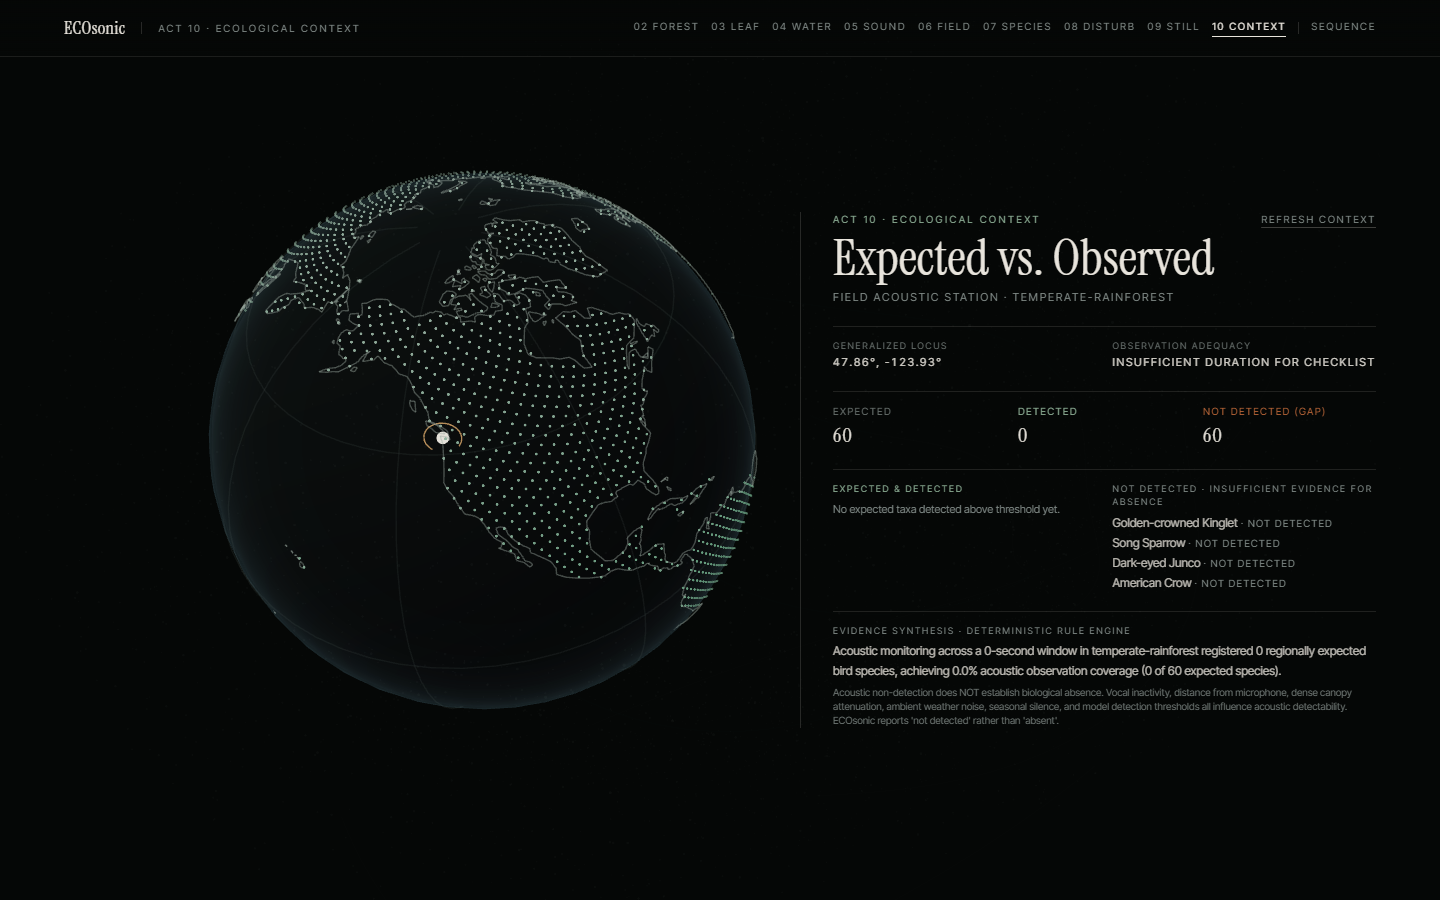 ECOsonic
ACT 10 · ECOLOGICAL CONTEXT
02 FOREST 03 LEAF 04 WATER 05 SOUND 06 FIELD 07 SPECIES 08 DISTURB 09 STILL 10 CONTEXT SEQUENCE
ACT 10 · ECOLOGICAL CONTEXT
REFRESH CONTEXT
Expected vs. Observed
FIELD ACOUSTIC STATION · TEMPERATE-RAINFOREST
GENERALIZED LOCUS
47.86°, -123.93°
OBSERVATION ADEQUACY
INSUFFICIENT DURATION FOR CHECKLIST
EXPECTED
60
DETECTED
0
NOT DETECTED (GAP)
60
EXPECTED & DETECTED
No expected taxa detected above threshold yet.
NOT DETECTED · INSUFFICIENT EVIDENCE FOR
ABSENCE
Golden-crowned Kinglet · NOT DETECTED
Song Sparrow · NOT DETECTED
Dark-eyed Junco · NOT DETECTED
American Crow · NOT DETECTED
EVIDENCE SYNTHESIS · DETERMINISTIC RULE ENGINE
Acoustic monitoring across a 0-second window in temperate-rainforest registered 0 regionally expected
bird species, achieving 0.0% acoustic observation coverage (0 of 60 expected species).
Acoustic non-detection does NOT establish biological absence. Vocal inactivity, distance from microphone, dense canopy
attenuation, ambient weather noise, seasonal silence, and model detection thresholds all influence acoustic detectability.
ECOsonic reports 'not detected' rather than 'absent'.